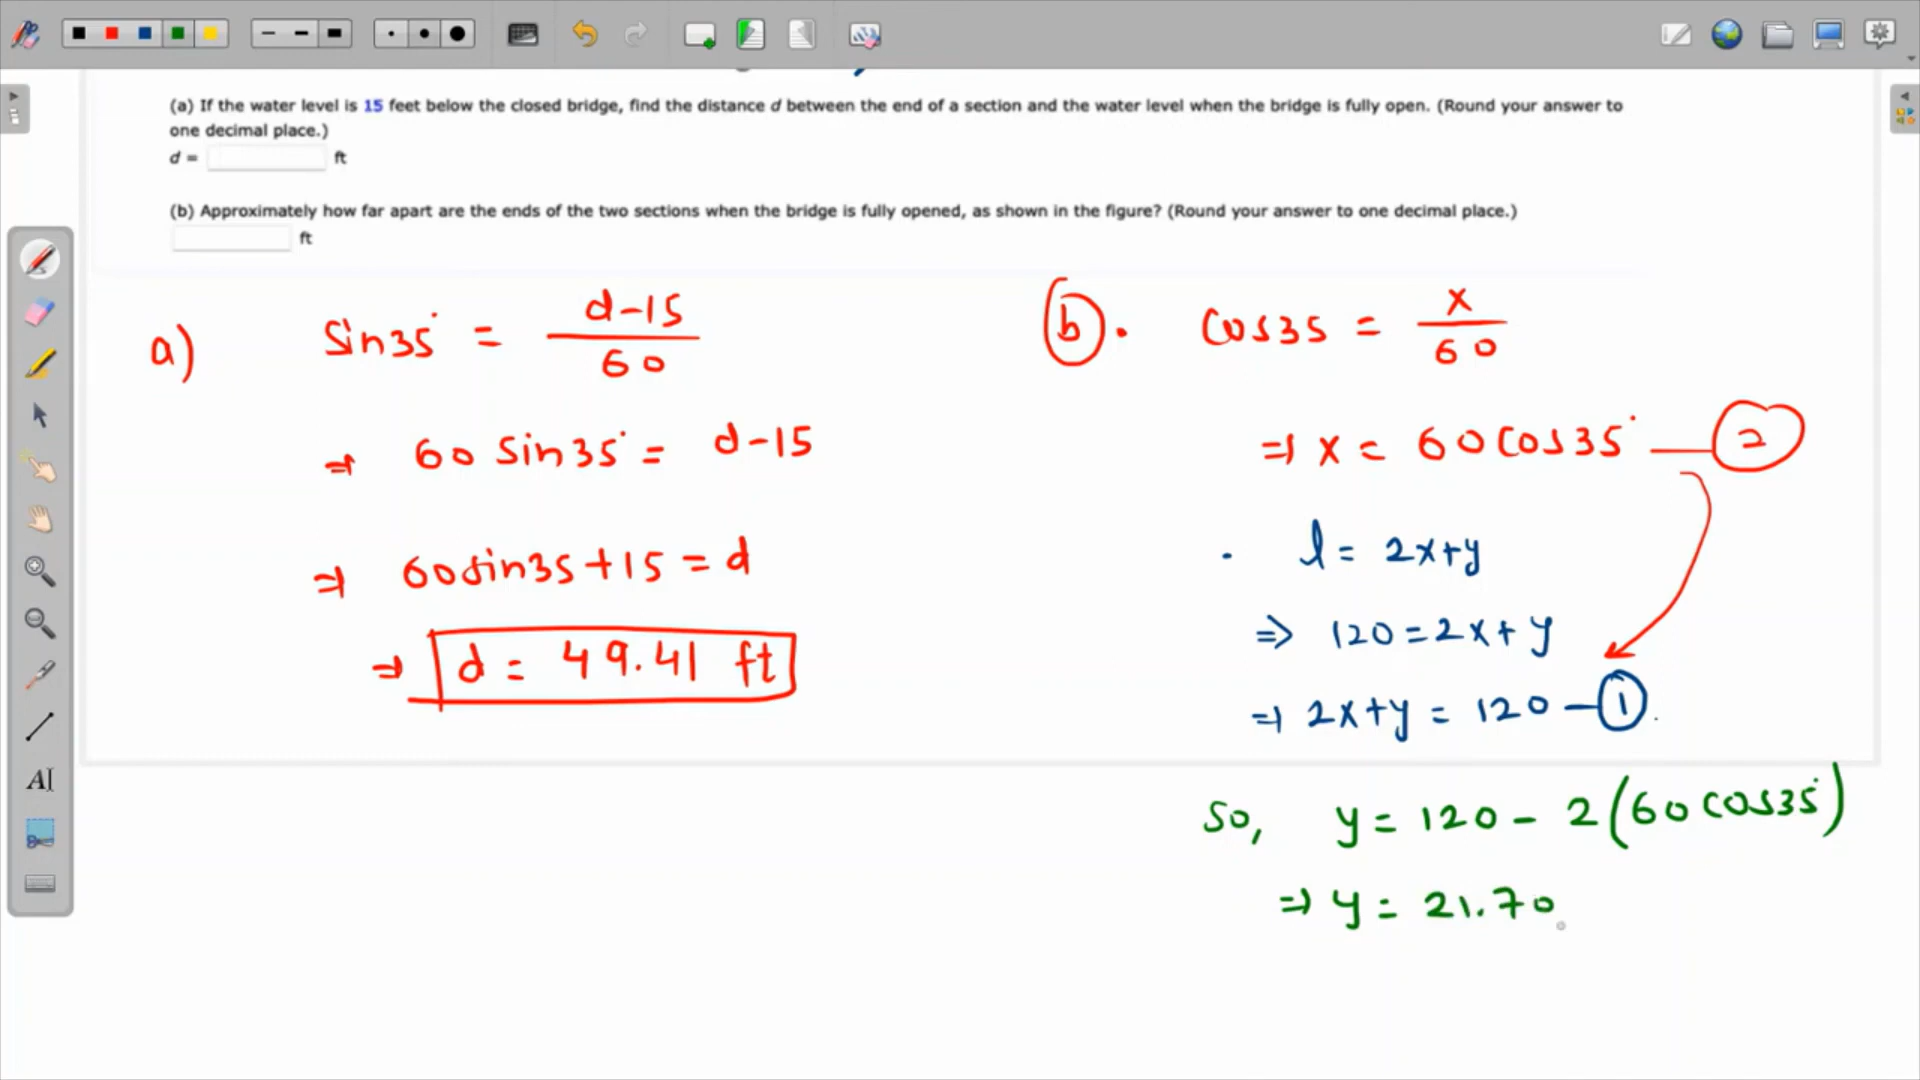 (a) If the water level is 15 feet below the closed bridge, find the distance d between the end of a section and the water level when the bridge is fully open. (Round your answer to
one decimal place.)
d = ft
(b) Approximately how far apart are the ends of the two sections when the bridge is fully opened, as shown in the figure? (Round your answer to one decimal place.)
ft
a) Sin35° = d-15 / 60
⇒ 60 Sin35° = d-15
⇒ 60sin35+15 = d
⇒ d = 49.41 ft
(b). Cos35 = x / 60
⇒ x = 60cos35° — 2
· l = 2x+y
⇒ 120=2x+y
⇒ 2x+y = 120 — 1.
So, y = 120 - 2(60cos35°)
⇒ y = 21.70
AI